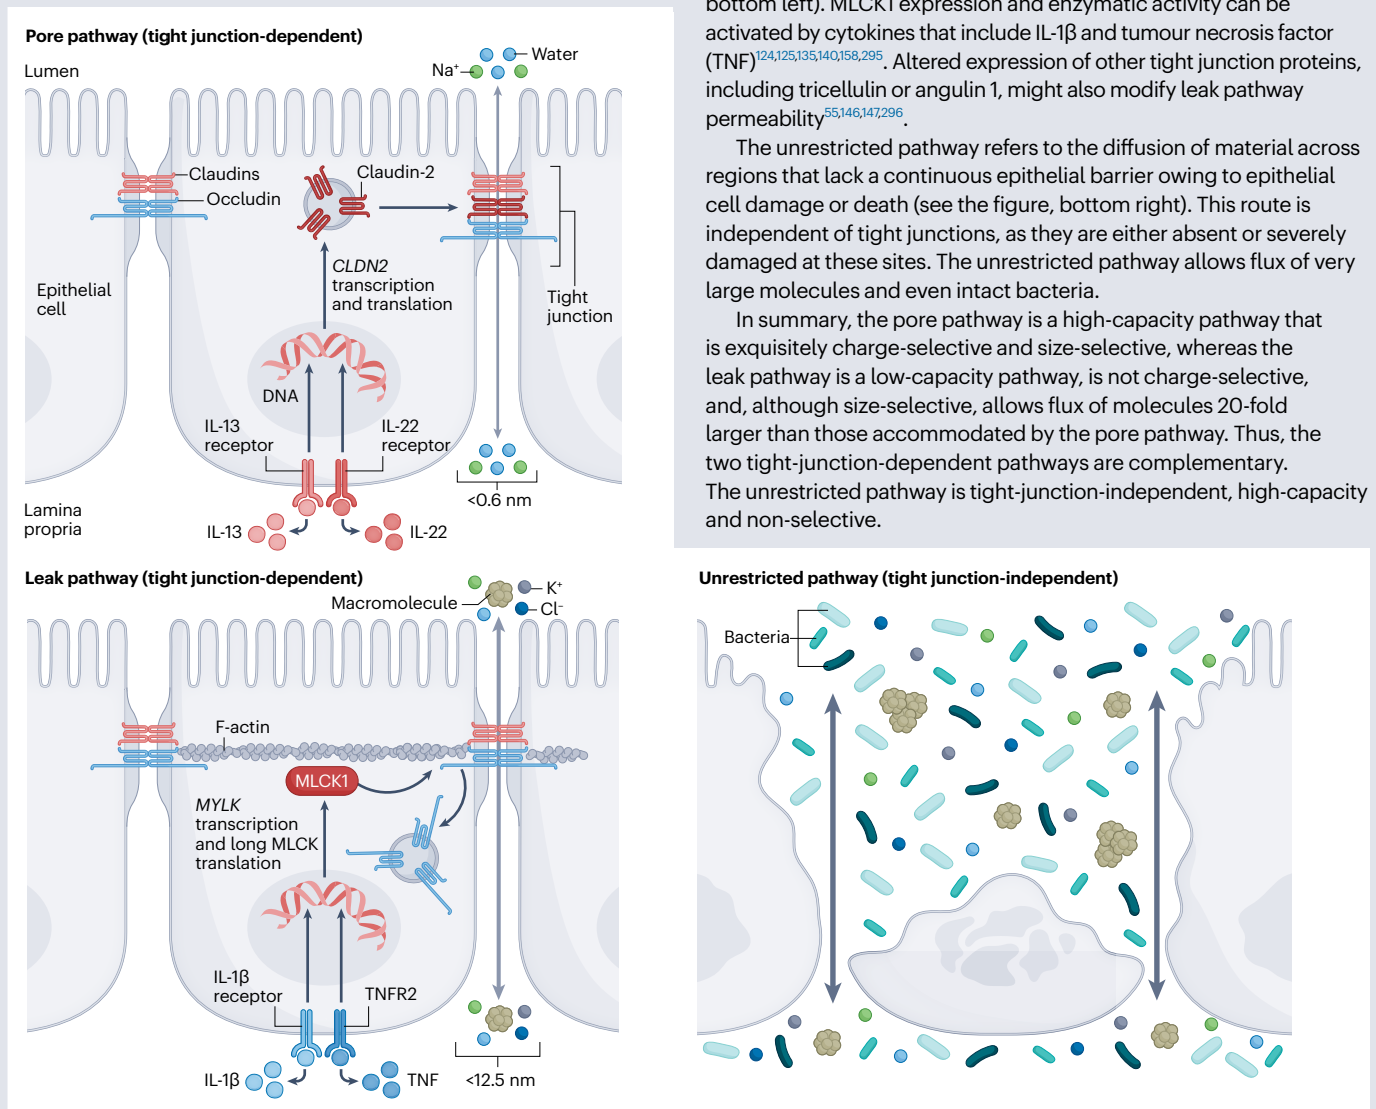 bottom left). MLCK1 expression and enzymatic activity can be
activated by cytokines that include IL-1β and tumour necrosis factor
(TNF)124,125,135,140,158,295. Altered expression of other tight junction proteins,
including tricellulin or angulin 1, might also modify leak pathway
permeability55,146,147,296.
The unrestricted pathway refers to the diffusion of material across
regions that lack a continuous epithelial barrier owing to epithelial
cell damage or death (see the figure, bottom right). This route is
independent of tight junctions, as they are either absent or severely
damaged at these sites. The unrestricted pathway allows flux of very
large molecules and even intact bacteria.
In summary, the pore pathway is a high-capacity pathway that
is exquisitely charge-selective and size-selective, whereas the
leak pathway is a low-capacity pathway, is not charge-selective,
and, although size-selective, allows flux of molecules 20-fold
larger than those accommodated by the pore pathway. Thus, the
two tight-junction-dependent pathways are complementary.
The unrestricted pathway is tight-junction-independent, high-capacity
and non-selective.
Pore pathway (tight junction-dependent)
Lumen
Water
Na+
Claudins
Occludin
Claudin-2
CLDN2
transcription
and translation
Epithelial
cell
Tight
junction
DNA
IL-13
receptor
IL-22
receptor
<0.6 nm
Lamina
propria
IL-13
IL-22
Leak pathway (tight junction-dependent)
Macromolecule
K+
Cl−
F-actin
MLCK1
MYLK
transcription
and long MLCK
translation
IL-1β
receptor
TNFR2
IL-1β
TNF
<12.5 nm
Unrestricted pathway (tight junction-independent)
Bacteria